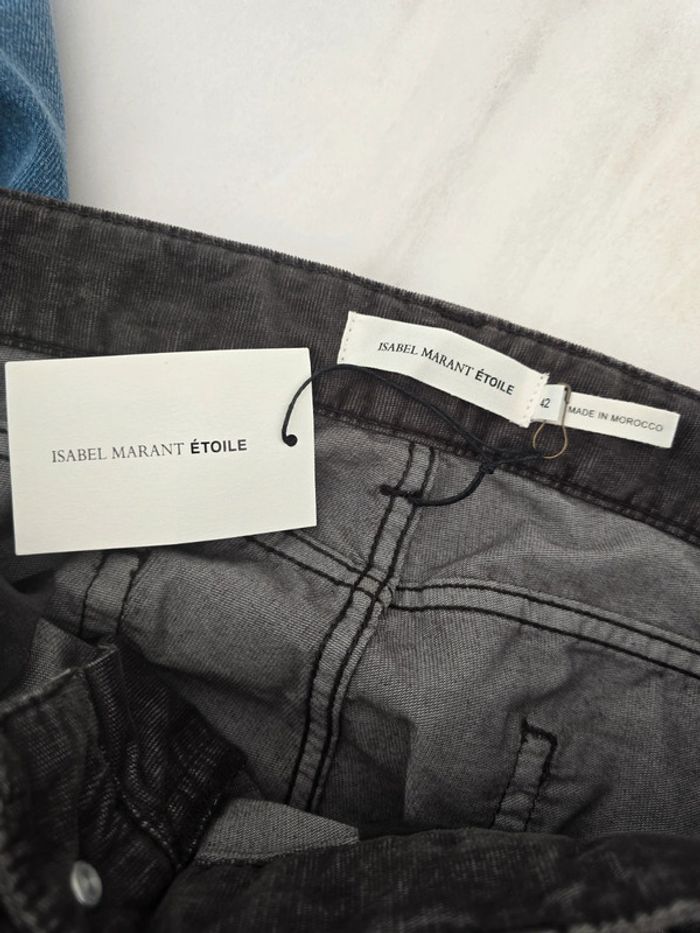 ISABEL MARANT ÉTOILE
42
MADE IN MOROCCO
ISABEL MARANT ÉTOILE